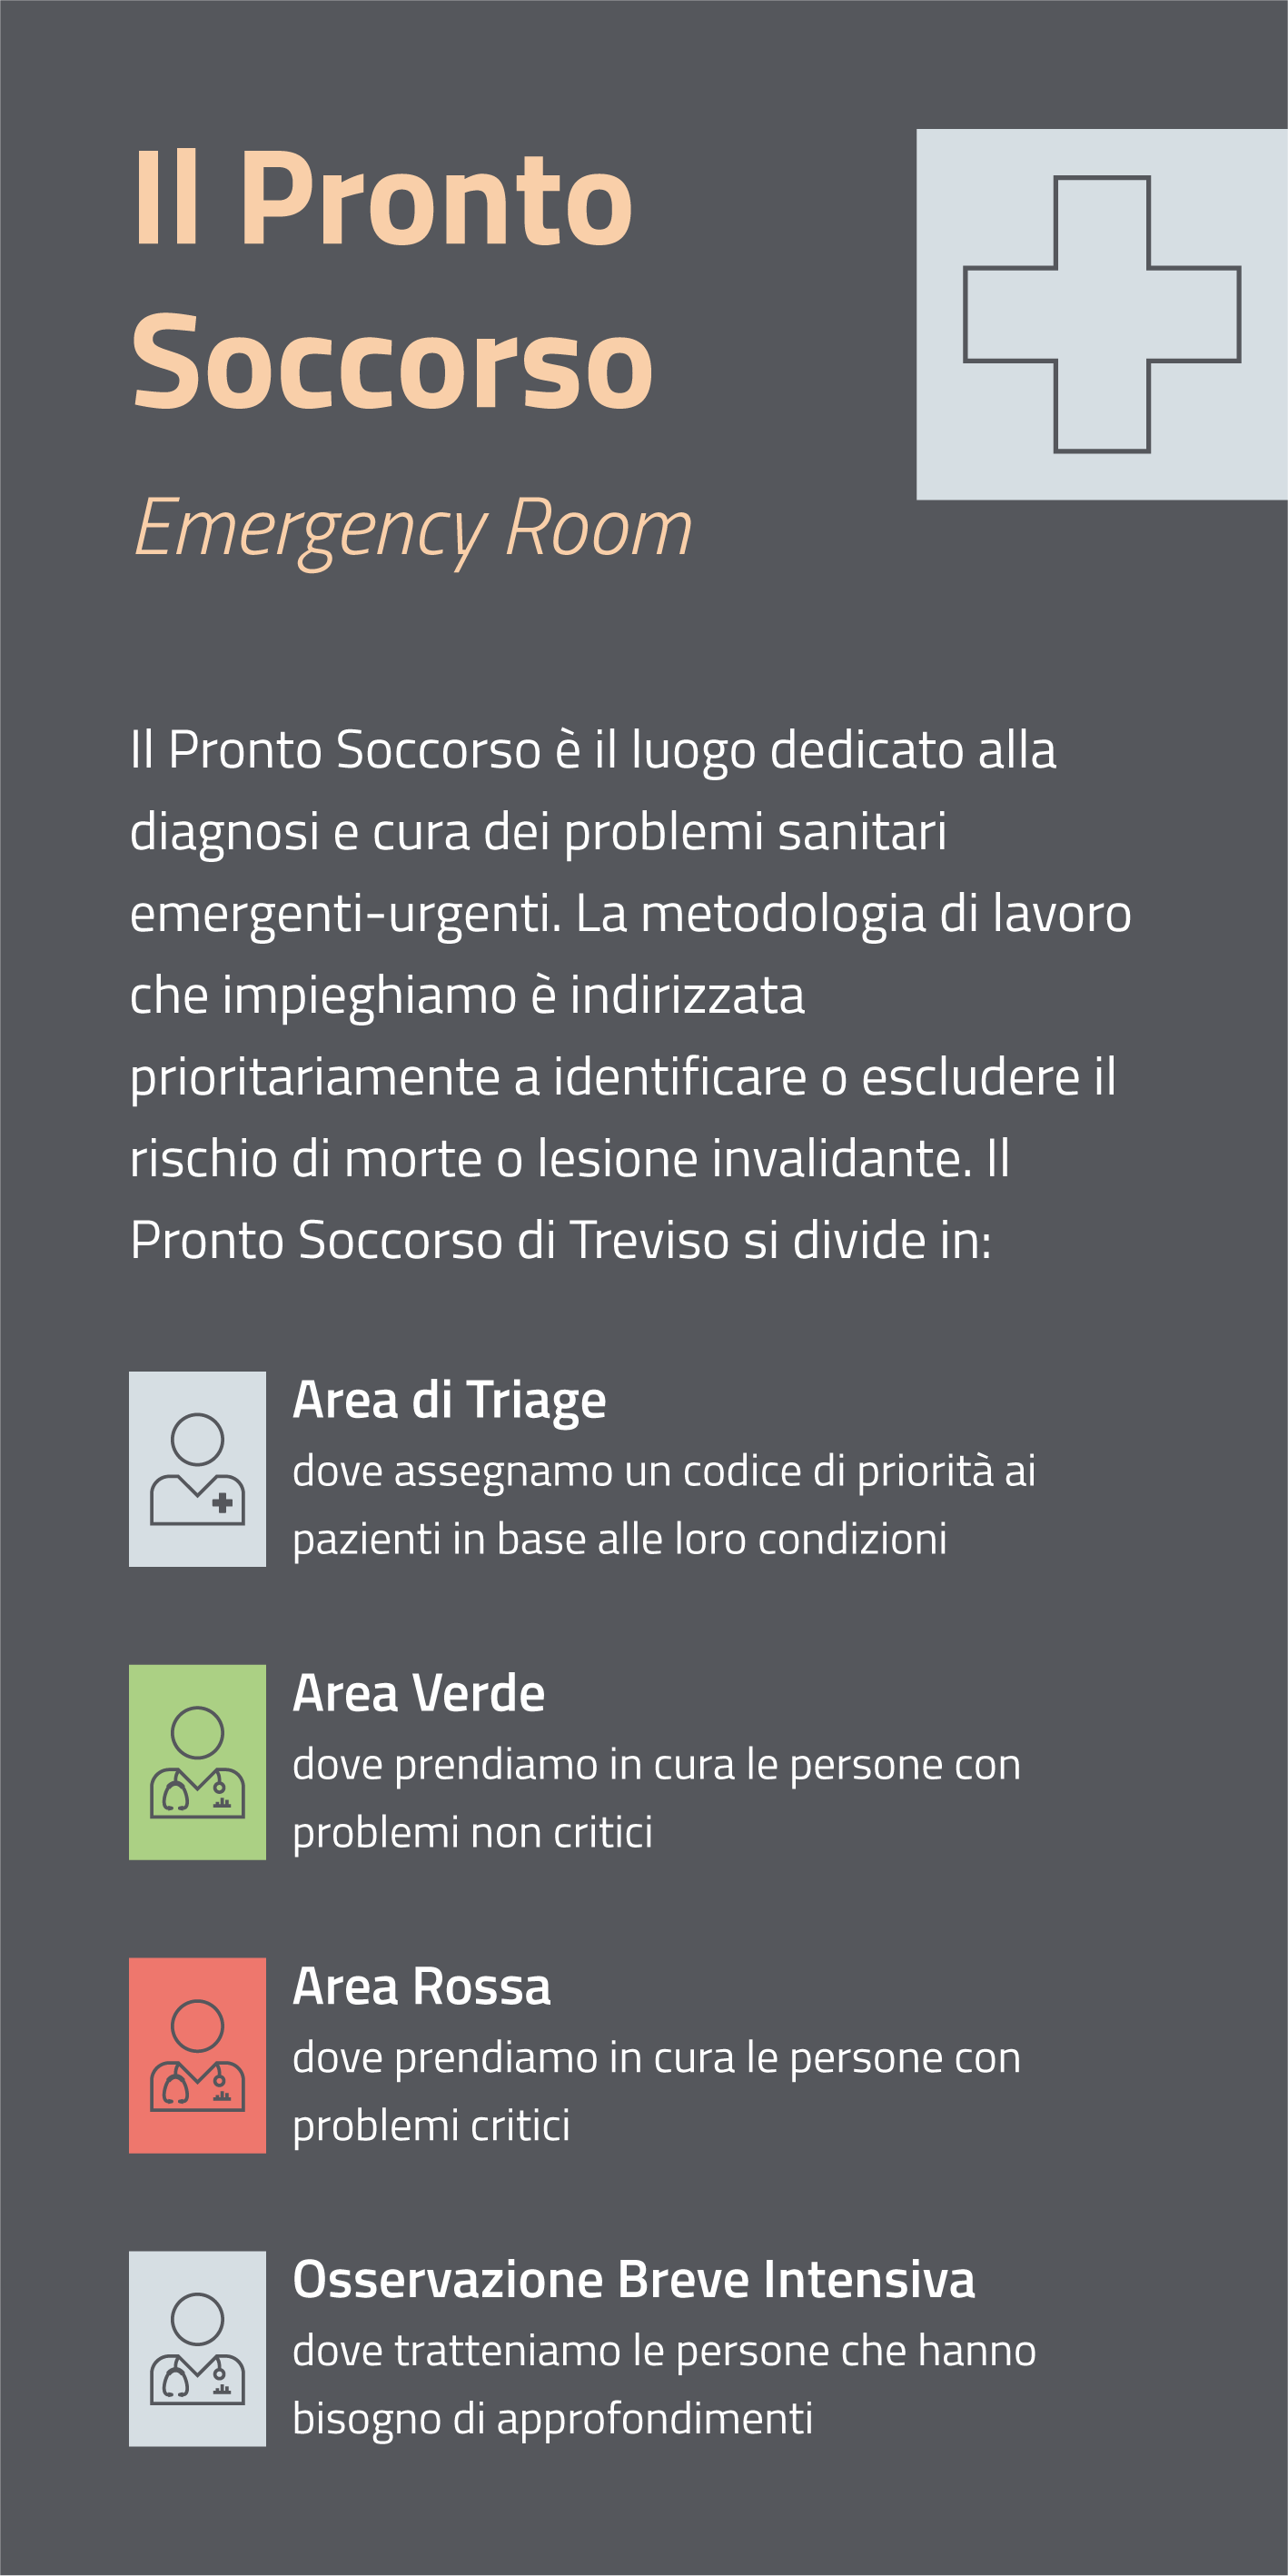 Il Pronto
Soccorso
Emergency Room
Il Pronto Soccorso è il luogo dedicato alla
diagnosi e cura dei problemi sanitari
emergenti-urgenti. La metodologia di lavoro
che impieghiamo è indirizzata
prioritariamente a identificare o escludere il
rischio di morte o lesione invalidante. Il
Pronto Soccorso di Treviso si divide in:
Area di Triage
dove assegnamo un codice di priorità ai
pazienti in base alle loro condizioni
Area Verde
dove prendiamo in cura le persone con
problemi non critici
Area Rossa
dove prendiamo in cura le persone con
problemi critici
Osservazione Breve Intensiva
dove tratteniamo le persone che hanno
bisogno di approfondimenti